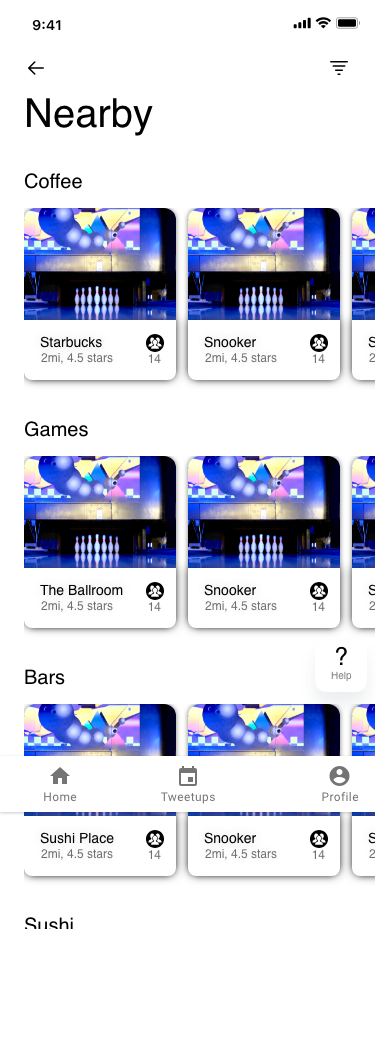 9:41
Nearby
Coffee
Starbucks
2mi, 4.5 stars
14
Snooker
2mi, 4.5 stars
14
S
Games
The Ballroom
2mi, 4.5 stars
14
Snooker
2mi, 4.5 stars
14
S
?
Help
Bars
Home
Tweetups
Profile
Sushi Place
2mi, 4.5 stars
14
Snooker
2mi, 4.5 stars
14
S
Sushi